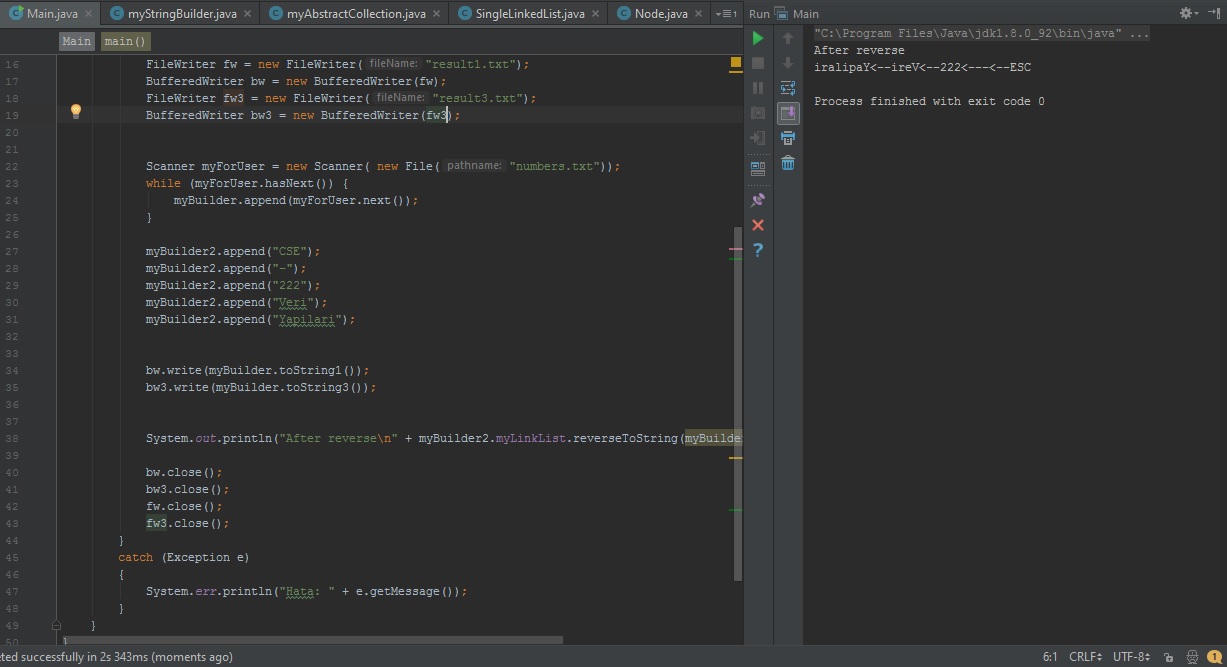 Main.java
myStringBuilder.java
myAbstractCollection.java
SingleLinkedList.java
Node.java
1
Run Main
Main
main()
16 FileWriter fw = new FileWriter( fileName: "result1.txt");
17 BufferedWriter bw = new BufferedWriter(fw);
18 FileWriter fw3 = new FileWriter( fileName: "result3.txt");
19 BufferedWriter bw3 = new BufferedWriter(fw3);
20
21
22 Scanner myForUser = new Scanner( new File( pathname: "numbers.txt"));
23 while (myForUser.hasNext()) {
24 myBuilder.append(myForUser.next());
25 }
26
27 myBuilder2.append("CSE");
28 myBuilder2.append("-");
29 myBuilder2.append("222");
30 myBuilder2.append("Veri");
31 myBuilder2.append("Yapilari");
32
33
34 bw.write(myBuilder.toString1());
35 bw3.write(myBuilder.toString3());
36
37
38 System.out.println("After reverse\n" + myBuilder2.myLinkList.reverseToString(myBuilde
39
40 bw.close();
41 bw3.close();
42 fw.close();
43 fw3.close();
44 }
45 catch (Exception e)
46 {
47 System.err.println("Hata: " + e.getMessage());
48 }
49 }
50 }
"C:\Program Files\Java\jdk1.8.0_92\bin\java" ...
After reverse
iralipaY<--ireV<--222<---<--ESC
Process finished with exit code 0
ted successfully in 2s 343ms (moments ago)
6:1 CRLF UTF-8 1